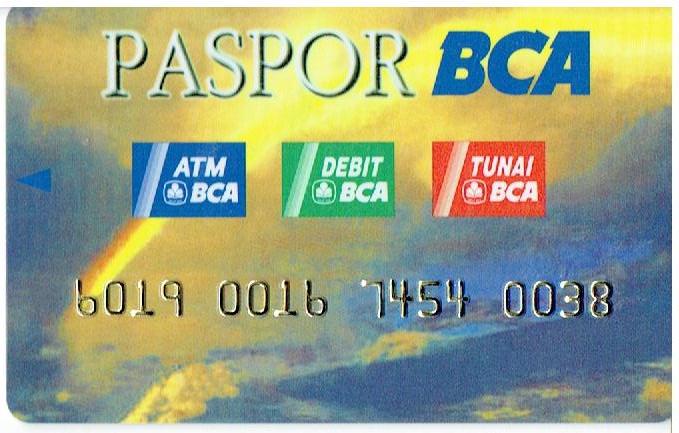 PASPOR BCA
ATM BCA
DEBIT BCA
TUNAI BCA
6019 0016 7454 0038